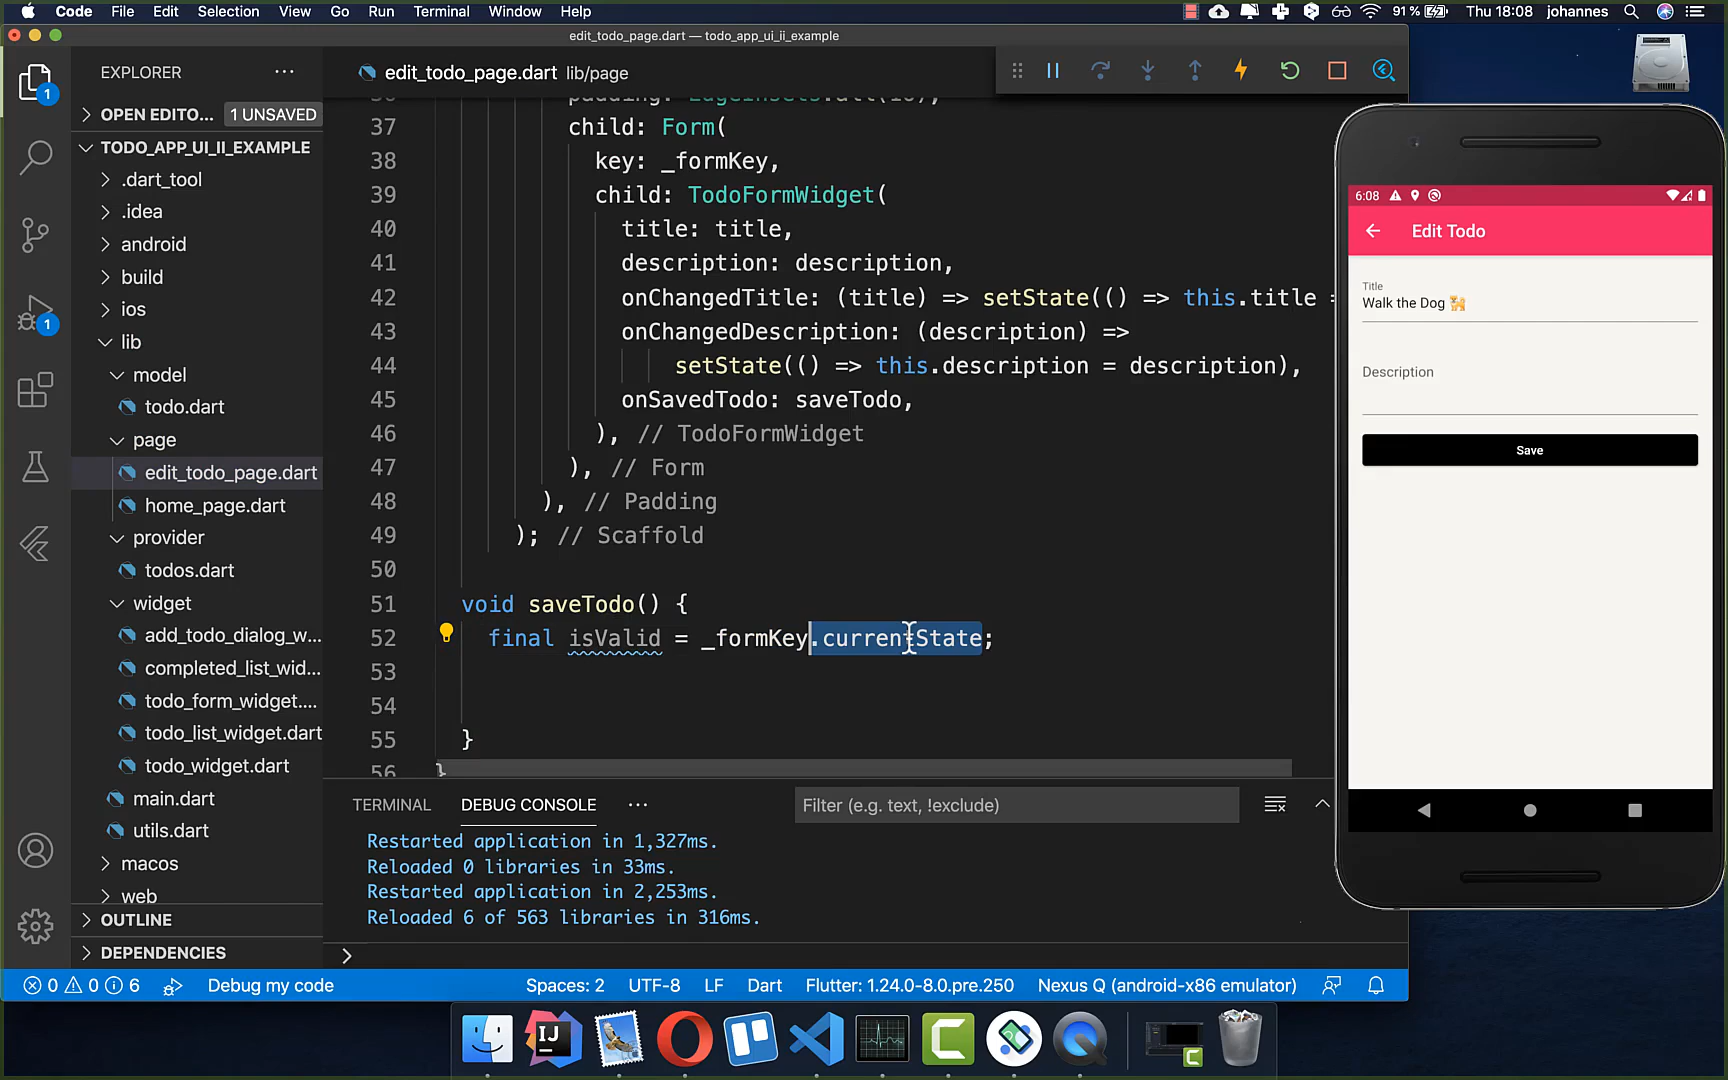 Code File Edit Selection View Go Run Terminal Window Help 91% Thu 18:08 johannes
edit_todo_page.dart — todo_app_ui_ii_example
EXPLORER
edit_todo_page.dart lib/page
OPEN EDITO... 1 UNSAVED
TODO_APP_UI_II_EXAMPLE
.dart_tool
.idea
android
build
ios
lib
model
todo.dart
page
edit_todo_page.dart
home_page.dart
provider
todos.dart
widget
add_todo_dialog_w...
completed_list_wid...
todo_form_widget....
todo_list_widget.dart
todo_widget.dart
main.dart
utils.dart
macos
web
OUTLINE
DEPENDENCIES
1
1
37 child: Form(
38 key: _formKey,
39 child: TodoFormWidget(
40 title: title,
41 description: description,
42 onChangedTitle: (title) => setState(() => this.title =
43 onChangedDescription: (description) =>
44 setState(() => this.description = description),
45 onSavedTodo: saveTodo,
46 ), // TodoFormWidget
47 ), // Form
48 ), // Padding
49 ); // Scaffold
50
51 void saveTodo() {
52 final isValid = _formKey.currentState;
53
54
55 }
56 }
TERMINAL DEBUG CONSOLE Filter (e.g. text, !exclude)
Restarted application in 1,327ms.
Reloaded 0 libraries in 33ms.
Restarted application in 2,253ms.
Reloaded 6 of 563 libraries in 316ms.
0 0 6 Debug my code Spaces: 2 UTF-8 LF Dart Flutter: 1.24.0-8.0.pre.250 Nexus Q (android-x86 emulator)
6:08
Edit Todo
Title
Walk the Dog 🐕
Description
Save
IJ